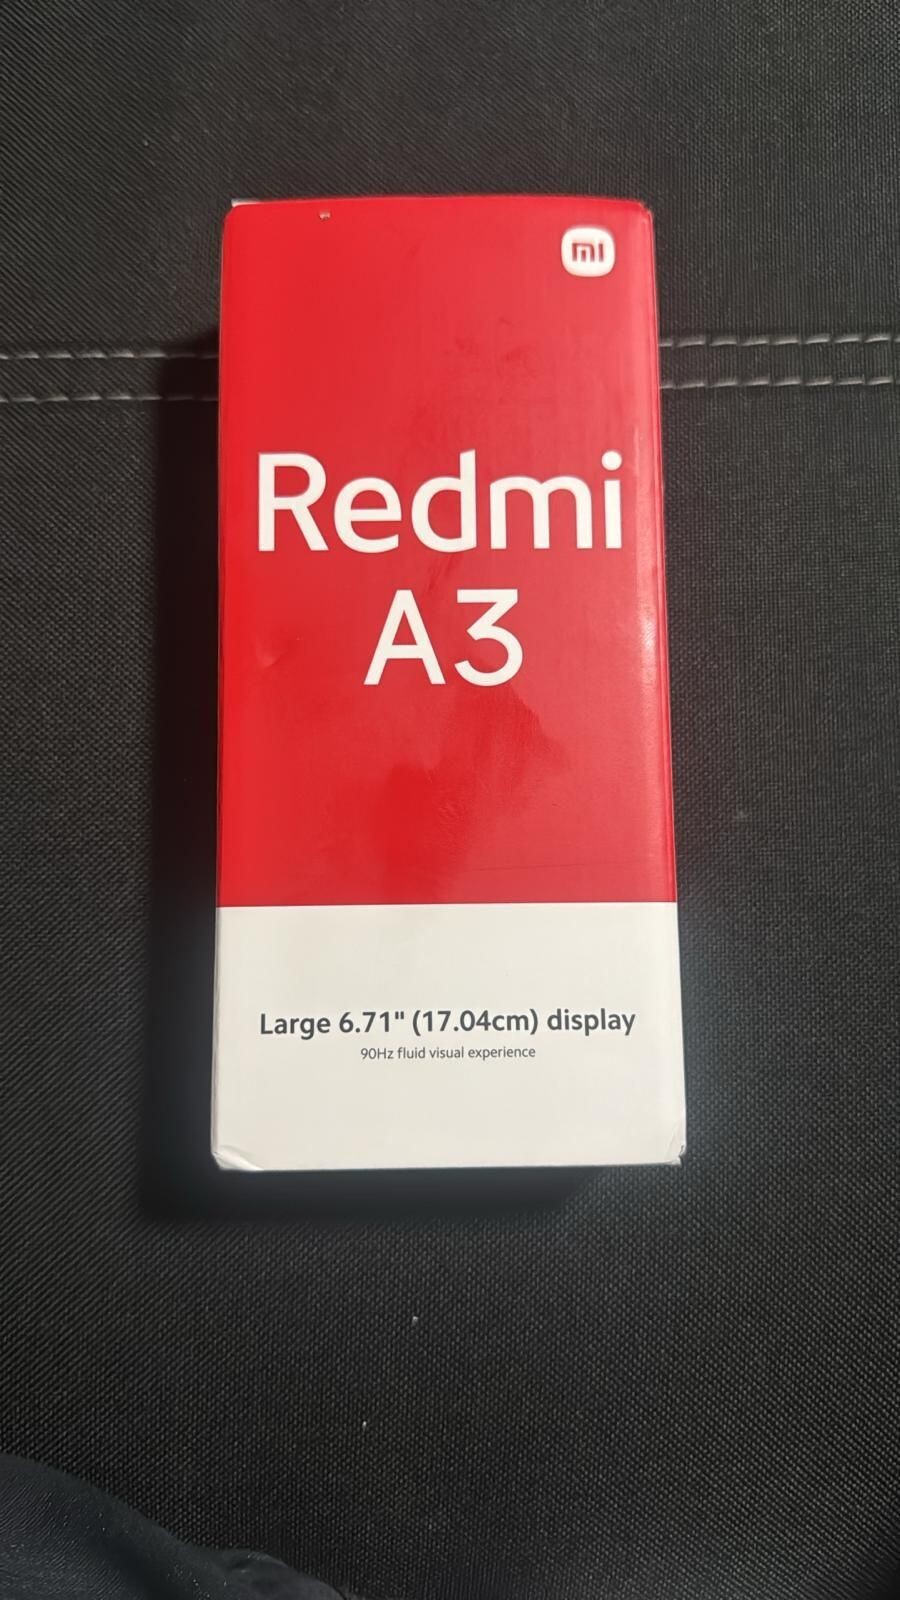 mi
Redmi
A3
Large 6.71" (17.04cm) display
90Hz fluid visual experience